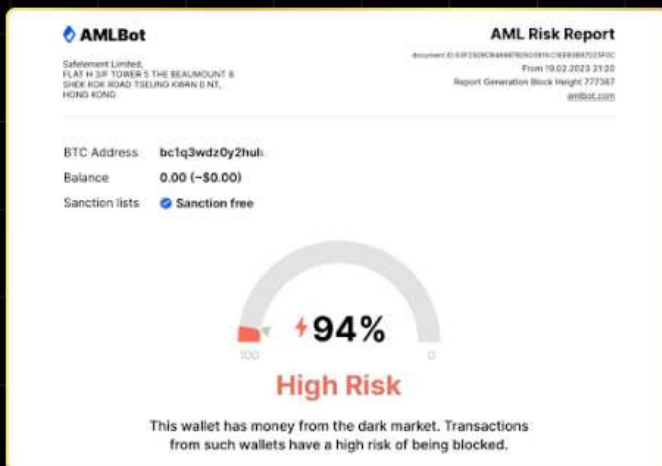 AMLBot
AML Risk Report
Safelement Limited,
FLAT H 3/F TOWER 5 THE BEAUMOUNT 8
SHEK KOK ROAD TSEUNG KWAN O NT,
HONG KONG
document ID
From 19.02.2023 21:20
Report Generation Block Height 777367
amlbot.com
BTC Address bc1q3wdz0y2hul
Balance 0.00 (~$0.00)
Sanction lists Sanction free
94%
100 0
High Risk
This wallet has money from the dark market. Transactions
from such wallets have a high risk of being blocked.